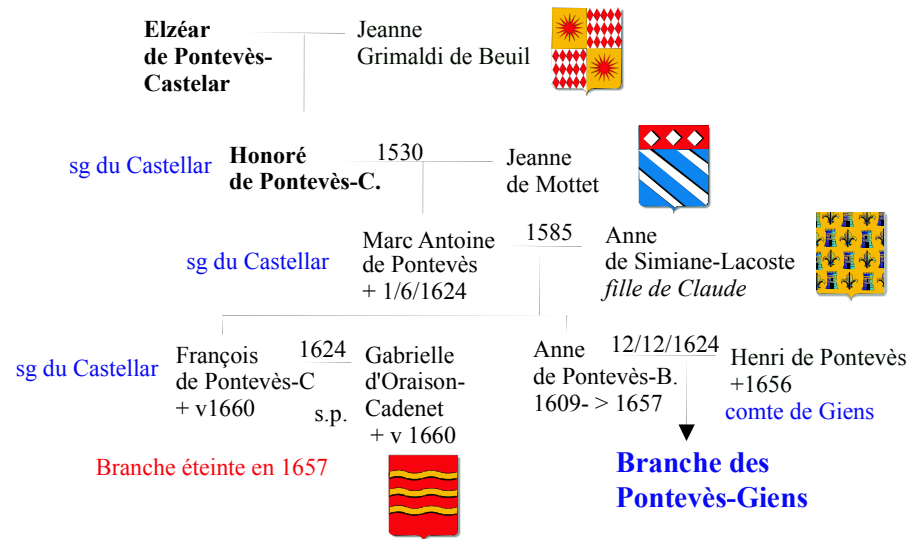 Elzéar
de Pontevès-
Castelar
Jeanne
Grimaldi de Beuil
sg du Castellar
Honoré
de Pontevès-C.
1530
Jeanne
de Mottet
sg du Castellar
Marc Antoine
de Pontevès
+ 1/6/1624
1585
Anne
de Simiane-Lacoste
fille de Claude
sg du Castellar
François
de Pontevès-C
+ v1660
1624
s.p.
Gabrielle
d'Oraison-
Cadenet
+ v 1660
Anne
de Pontevès-B.
1609- > 1657
12/12/1624
Henri de Pontevès
+1656
comte de Giens
Branche éteinte en 1657
Branche des
Pontevès-Giens